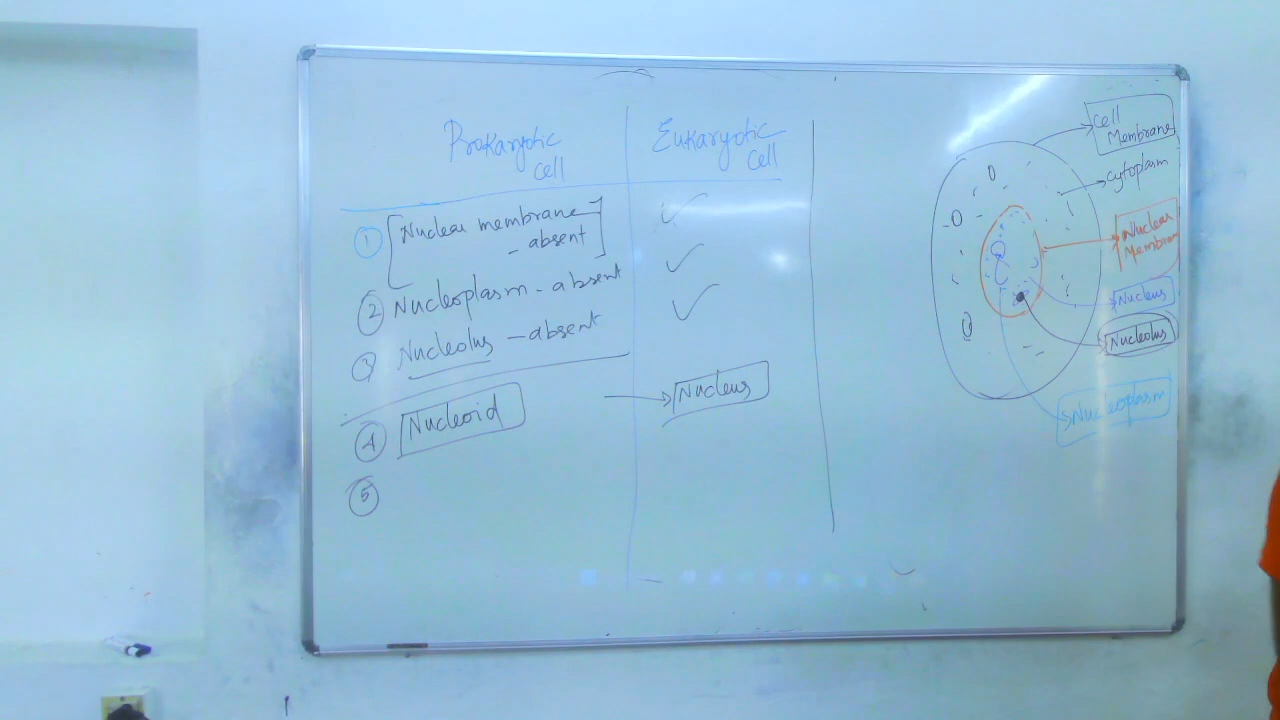 Prokaryotic
cell
Eukaryotic
cell
1 Nuclear membrane
- absent
✓
2 Nucleoplasm - absent
✓
3 Nucleolus - absent
✓
4 Nucleoid → Nucleus
5
Cell
Membrane
Cytoplasm
Nuclear
Membran
Nucleus
Nucleolus
Nucleoplasm